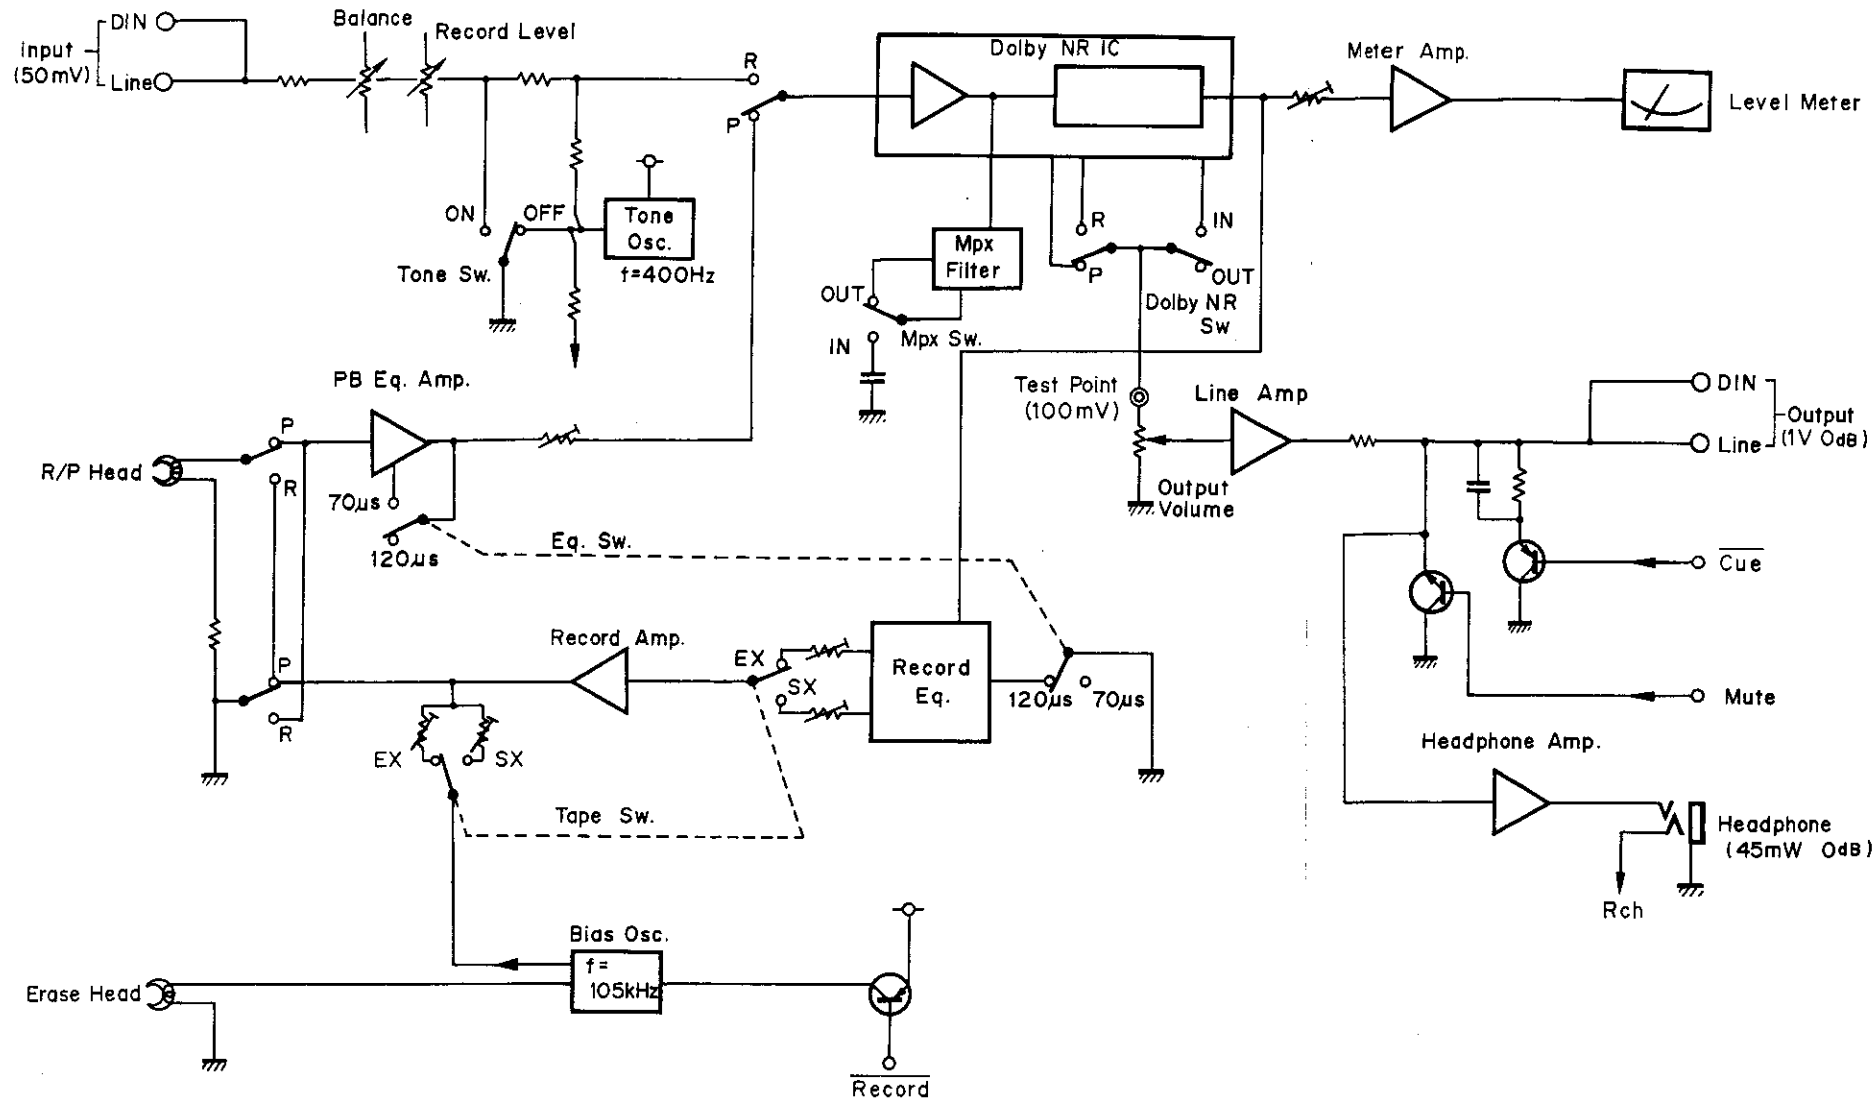 Input
(50mV)
DIN
Line
Balance
Record Level
R
P
Dolby NR IC
Meter Amp.
Level Meter
ON
OFF
Tone Sw.
Tone
Osc.
f=400Hz
Mpx
Filter
OUT
IN
Mpx Sw.
R
P
IN
OUT
Dolby NR
Sw
PB Eq. Amp.
Test Point
(100mV)
Line Amp
Output
Volume
DIN
Line
Output
(1V 0dB)
R/P Head
P
R
70μs
120μs
Eq. Sw.
Cue
Mute
P
R
Record Amp.
EX
SX
Record
Eq.
120μs
70μs
EX
SX
Tape Sw.
Headphone Amp.
Headphone
(45mW 0dB)
Rch
Erase Head
Bias Osc.
f=
105kHz
Record